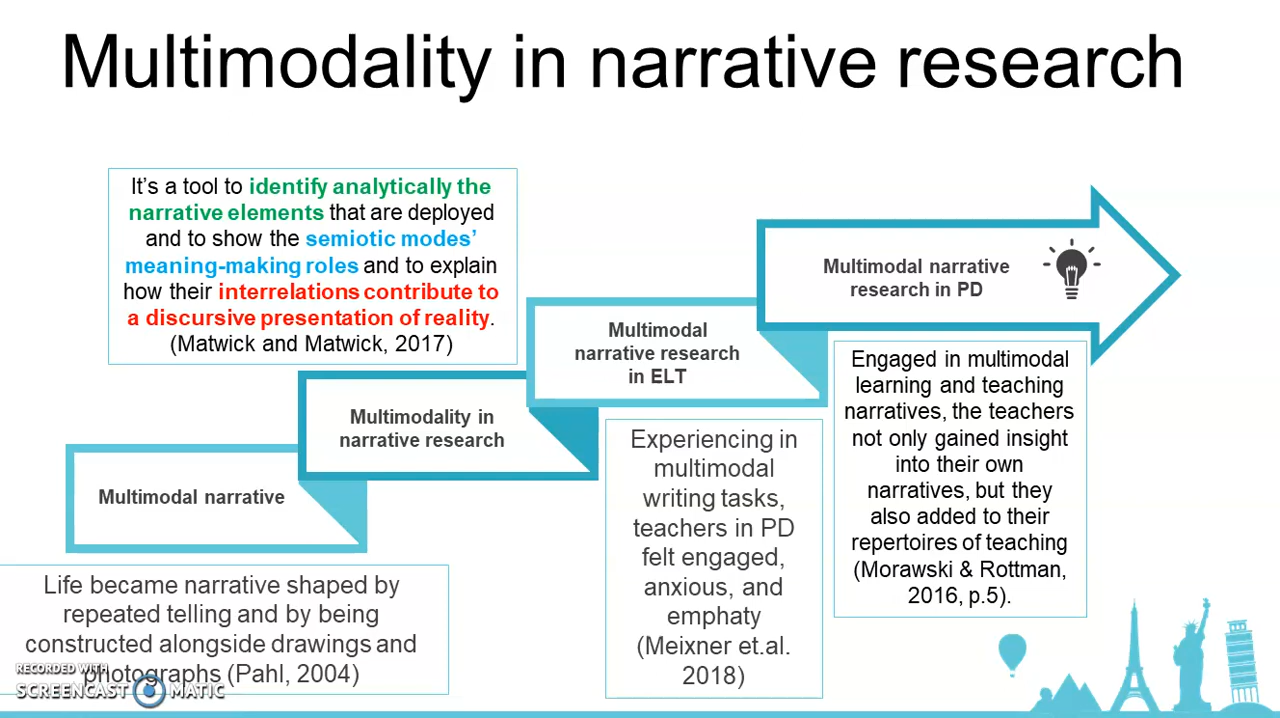 Multimodality in narrative research
It’s a tool to identify analytically the
narrative elements that are deployed
and to show the semiotic modes’
meaning-making roles and to explain
how their interrelations contribute to
a discursive presentation of reality.
(Matwick and Matwick, 2017)
Multimodal narrative
research in PD
Multimodal
narrative research
in ELT
Multimodality in
narrative research
Multimodal narrative
Engaged in multimodal
learning and teaching
narratives, the teachers
not only gained insight
into their own
narratives, but they
also added to their
repertoires of teaching
(Morawski & Rottman,
2016, p.5).
Experiencing in
multimodal
writing tasks,
teachers in PD
felt engaged,
anxious, and
emphaty
(Meixner et.al.
2018)
Life became narrative shaped by
repeated telling and by being
constructed alongside drawings and
photographs (Pahl, 2004)
RECORDED WITH
SCREENCAST MATIC